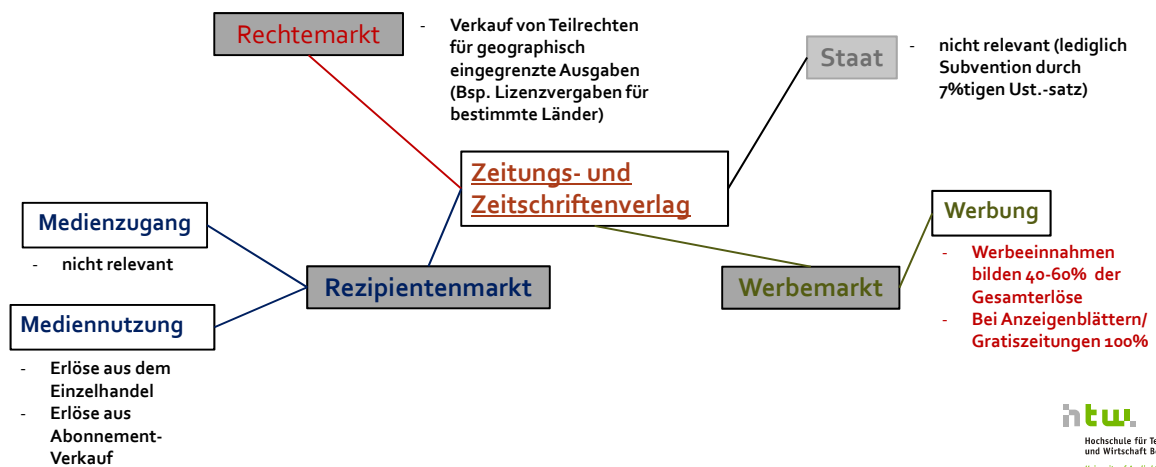 Rechtemarkt
- Verkauf von Teilrechten
für geographisch
eingegrenzte Ausgaben
(Bsp. Lizenzvergaben für
bestimmte Länder)
Staat
- nicht relevant (lediglich
Subvention durch
7%tigen Ust.-satz)
Zeitungs- und
Zeitschriftenverlag
Medienzugang
- nicht relevant
Rezipientenmarkt
Mediennutzung
- Erlöse aus dem
Einzelhandel
- Erlöse aus
Abonnement-
Verkauf
Werbemarkt
Werbung
- Werbeeinnahmen
bilden 40-60% der
Gesamterlöse
- Bei Anzeigenblättern/
Gratiszeitungen 100%
htw.
Hochschule für Te
und Wirtschaft B